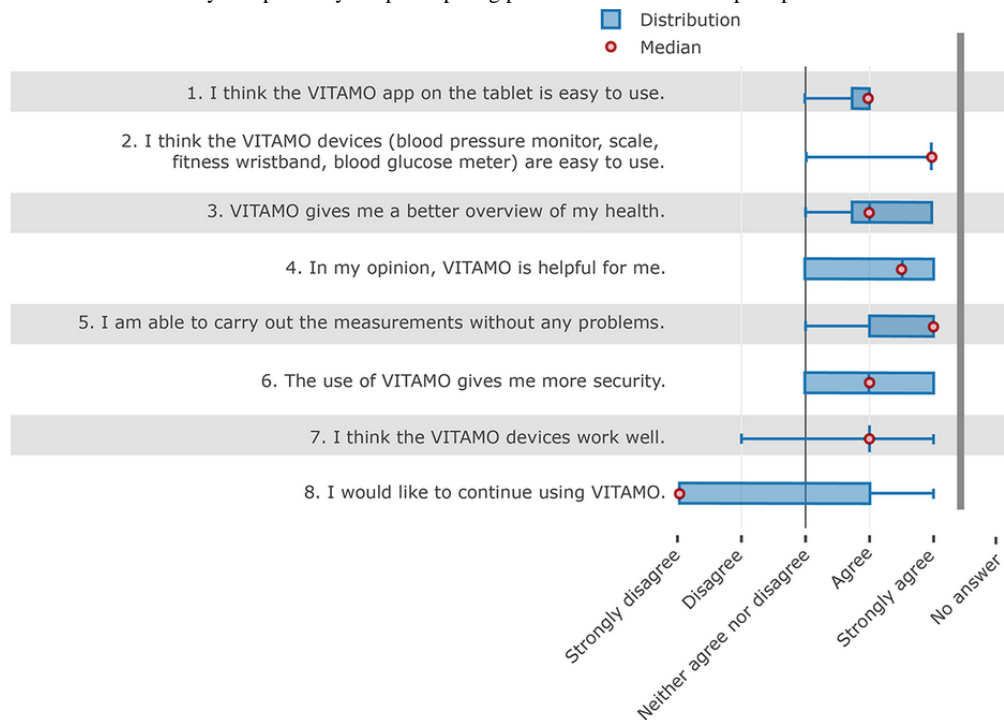 Distribution
Median
1. I think the VITAMO app on the tablet is easy to use.
2. I think the VITAMO devices (blood pressure monitor, scale,
fitness wristband, blood glucose meter) are easy to use.
3. VITAMO gives me a better overview of my health.
4. In my opinion, VITAMO is helpful for me.
5. I am able to carry out the measurements without any problems.
6. The use of VITAMO gives me more security.
7. I think the VITAMO devices work well.
8. I would like to continue using VITAMO.
Strongly disagree
Disagree
Neither agree nor disagree
Agree
Strongly agree
No answer